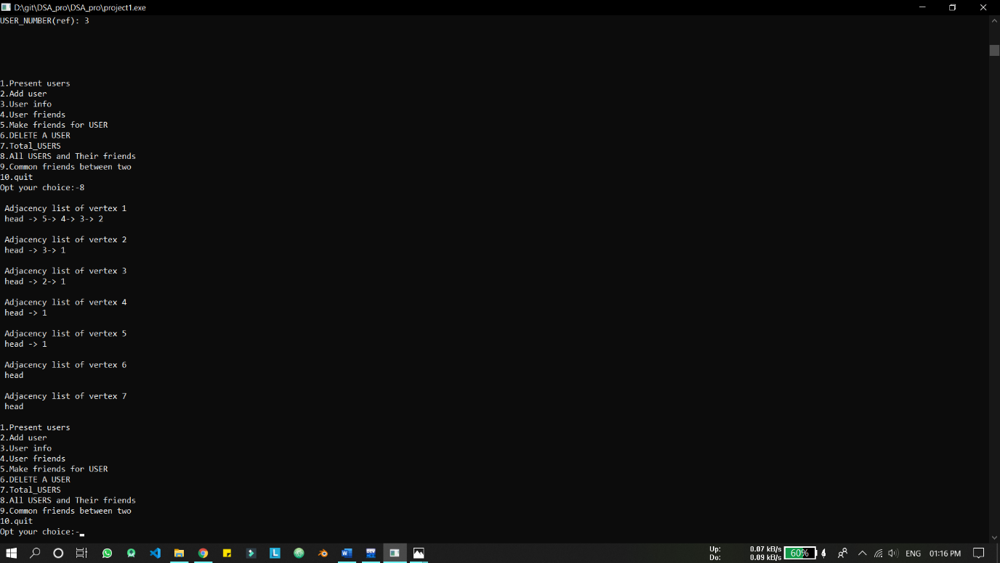 D:\git\DSA_pro\DSA_pro\project1.exe
USER_NUMBER(ref): 3
1.Present users
2.Add user
3.User info
4.User friends
5.Make friends for USER
6.DELETE A USER
7.Total_USERS
8.All USERS and Their friends
9.Common friends between two
10.quit
Opt your choice:-8
Adjacency list of vertex 1
head -> 5-> 4-> 3-> 2
Adjacency list of vertex 2
head -> 3-> 1
Adjacency list of vertex 3
head -> 2-> 1
Adjacency list of vertex 4
head -> 1
Adjacency list of vertex 5
head -> 1
Adjacency list of vertex 6
head
Adjacency list of vertex 7
head
1.Present users
2.Add user
3.User info
4.User friends
5.Make friends for USER
6.DELETE A USER
7.Total_USERS
8.All USERS and Their friends
9.Common friends between two
10.quit
Opt your choice:-_
Up: 0.07 kB/s
Do: 0.09 kB/s
60%
ENG
01:16 PM